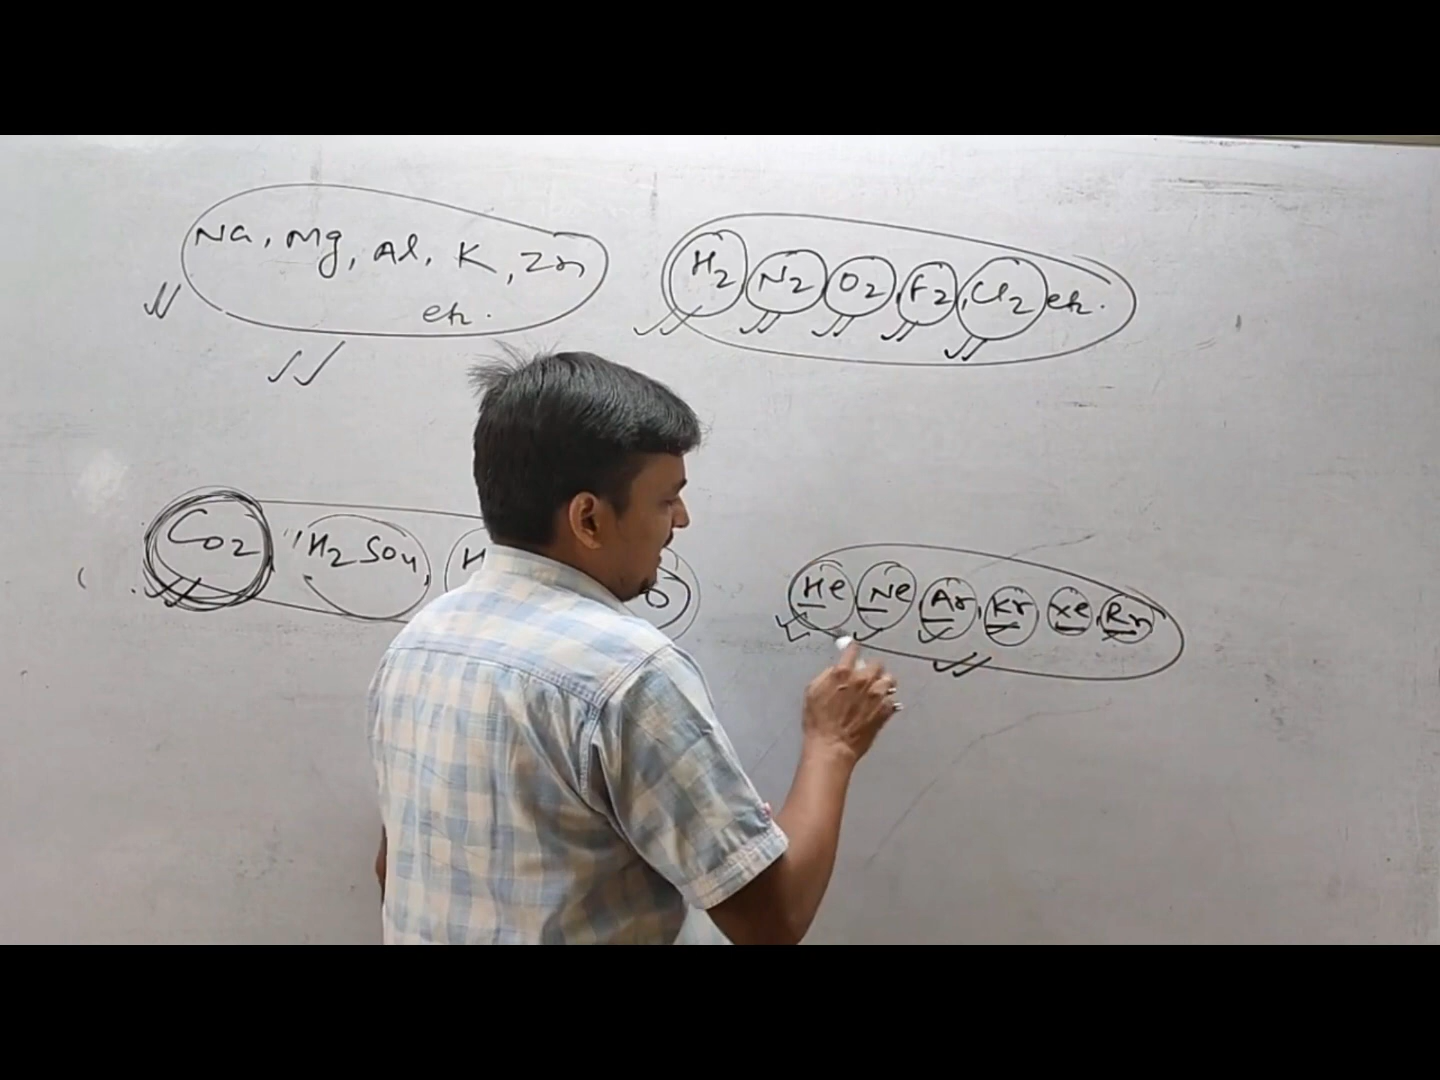 Na, Mg, Al, K, Zn,
etc.
H2 N2 O2, F2, Cl2 etc.
CO2 H2SO4, H
He Ne Ar, Kr Xe, Rn